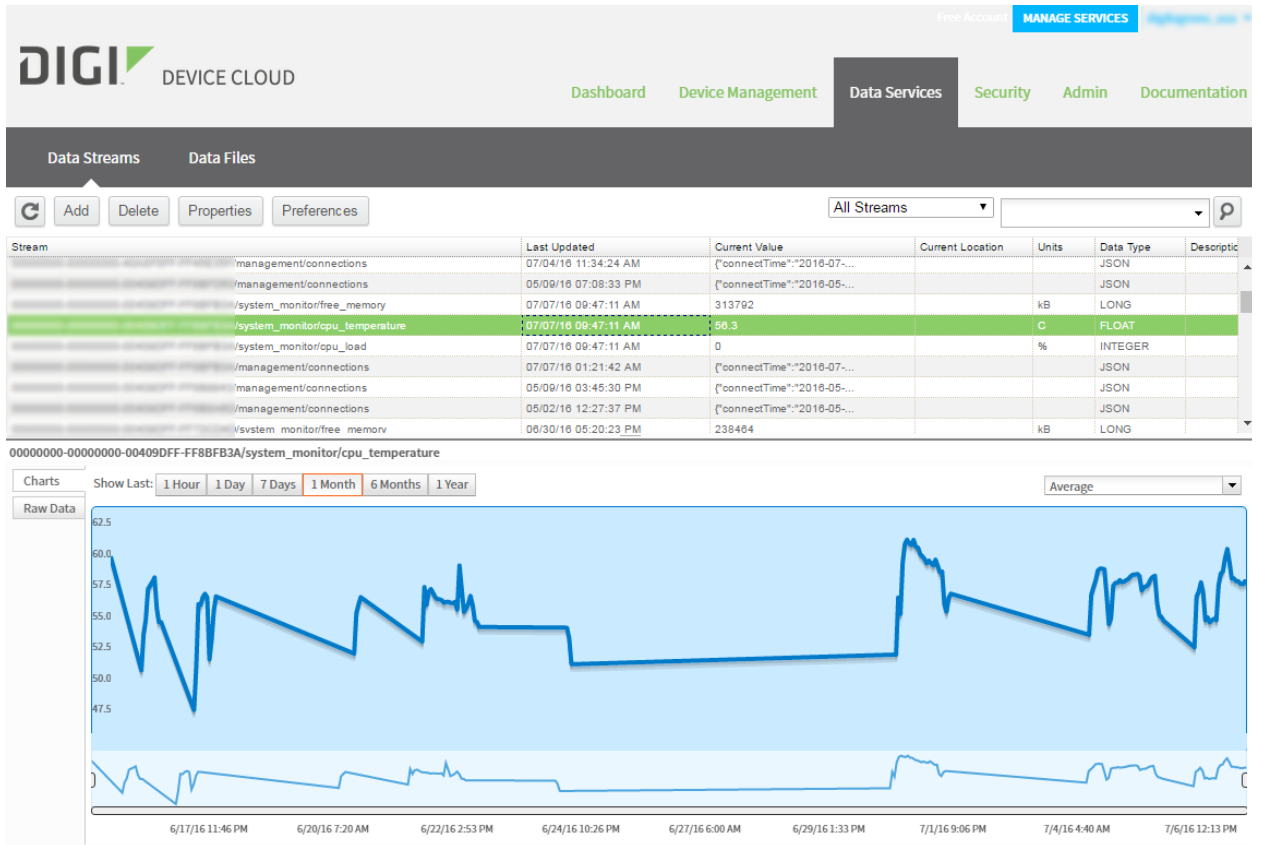 Free Account MANAGE SERVICES
DIGI DEVICE CLOUD
Dashboard Device Management Data Services Security Admin Documentation
Data Streams Data Files
Add Delete Properties Preferences All Streams
Stream Last Updated Current Value Current Location Units Data Type Descriptic
/management/connections 07/04/16 11:34:24 AM {"connectTime":"2016-07-... JSON
/management/connections 05/09/16 07:08:33 PM {"connectTime":"2016-05-... JSON
/system_monitor/free_memory 07/07/16 09:47:11 AM 313792 kB LONG
/system_monitor/cpu_temperature 07/07/16 09:47:11 AM 56.3 C FLOAT
/system_monitor/cpu_load 07/07/16 09:47:11 AM 0 % INTEGER
/management/connections 07/07/16 01:21:42 AM {"connectTime":"2016-07-... JSON
/management/connections 05/09/16 03:45:30 PM {"connectTime":"2016-05-... JSON
/management/connections 05/02/16 12:27:37 PM {"connectTime":"2016-05-... JSON
/system_monitor/free_memory 06/30/16 05:20:23 PM 238464 kB LONG
00000000-00000000-00409DFF-FF8BFB3A/system_monitor/cpu_temperature
Charts Show Last: 1 Hour 1 Day 7 Days 1 Month 6 Months 1 Year Average
Raw Data
62.5
60.0
57.5
55.0
52.5
50.0
47.5
6/17/16 11:46 PM 6/20/16 7:20 AM 6/22/16 2:53 PM 6/24/16 10:26 PM 6/27/16 6:00 AM 6/29/16 1:33 PM 7/1/16 9:06 PM 7/4/16 4:40 AM 7/6/16 12:13 PM